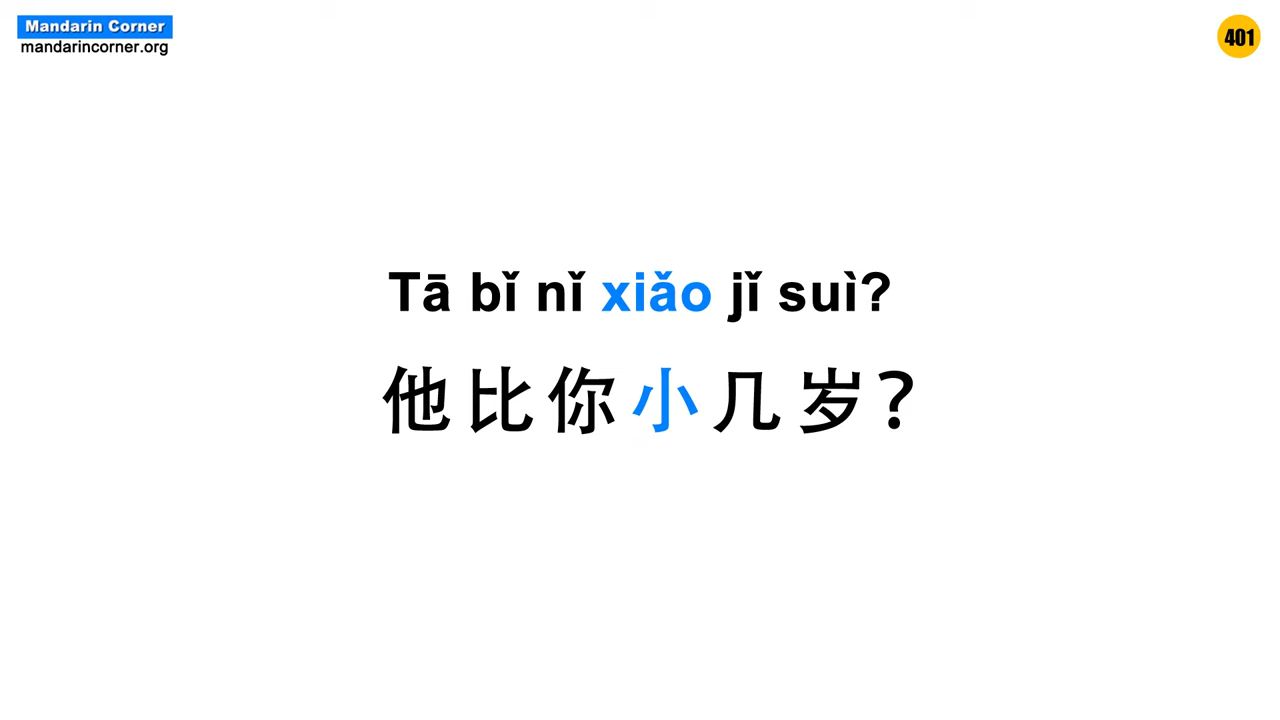 Mandarin Corner
mandarincorner.org
401
Tā bǐ nǐ xiǎo jǐ suì?
他比你小几岁？